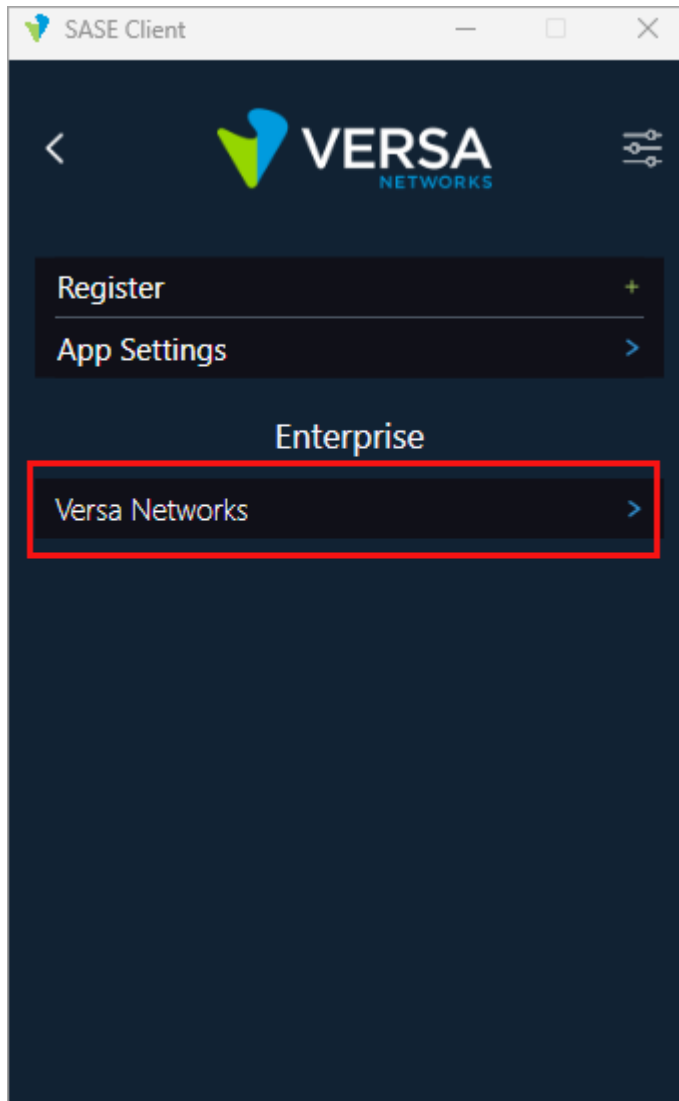 SASE Client
VERSA
NETWORKS
Register
App Settings
Enterprise
Versa Networks